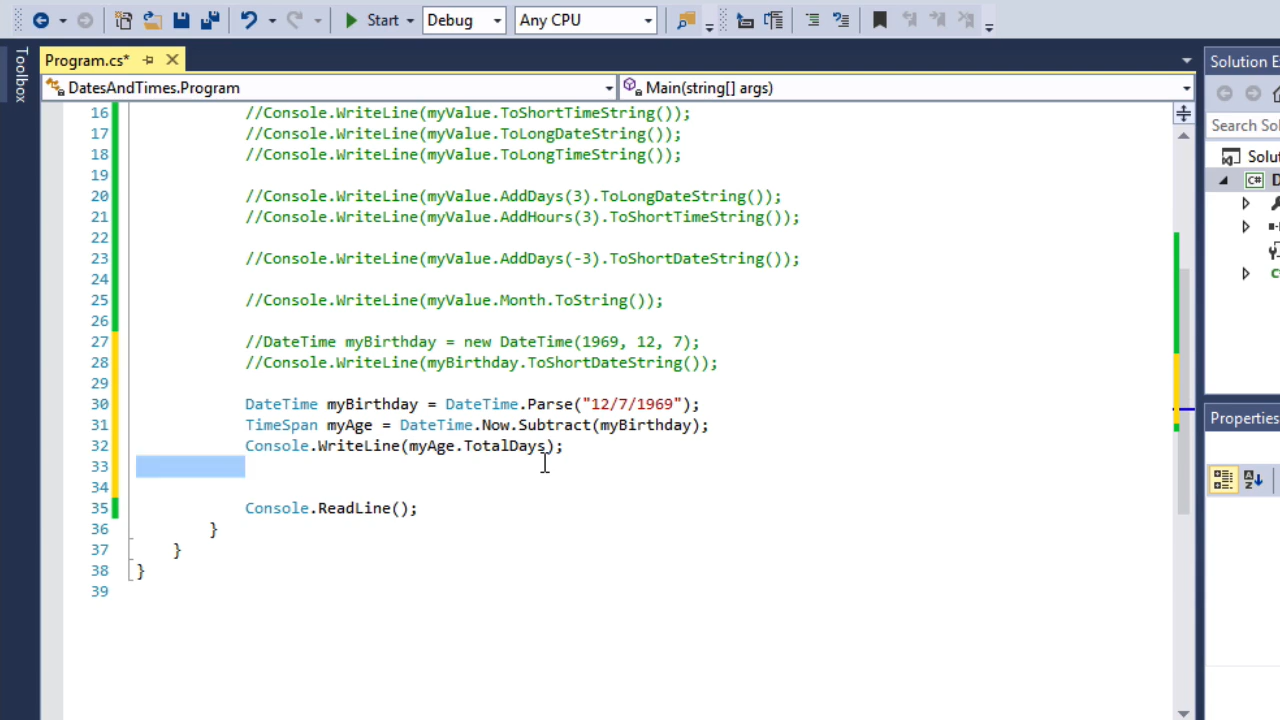 Start Debug Any CPU
Toolbox
Program.cs*
DatesAndTimes.Program Main(string[] args)
16 //Console.WriteLine(myValue.ToShortTimeString());
17 //Console.WriteLine(myValue.ToLongDateString());
18 //Console.WriteLine(myValue.ToLongTimeString());
19
20 //Console.WriteLine(myValue.AddDays(3).ToLongDateString());
21 //Console.WriteLine(myValue.AddHours(3).ToShortTimeString());
22
23 //Console.WriteLine(myValue.AddDays(-3).ToShortDateString());
24
25 //Console.WriteLine(myValue.Month.ToString());
26
27 //DateTime myBirthday = new DateTime(1969, 12, 7);
28 //Console.WriteLine(myBirthday.ToShortDateString());
29
30 DateTime myBirthday = DateTime.Parse("12/7/1969");
31 TimeSpan myAge = DateTime.Now.Subtract(myBirthday);
32 Console.WriteLine(myAge.TotalDays);
33
34
35 Console.ReadLine();
36 }
37 }
38 }
39
Solution E
Search Sol
Solu
C# D
Properties